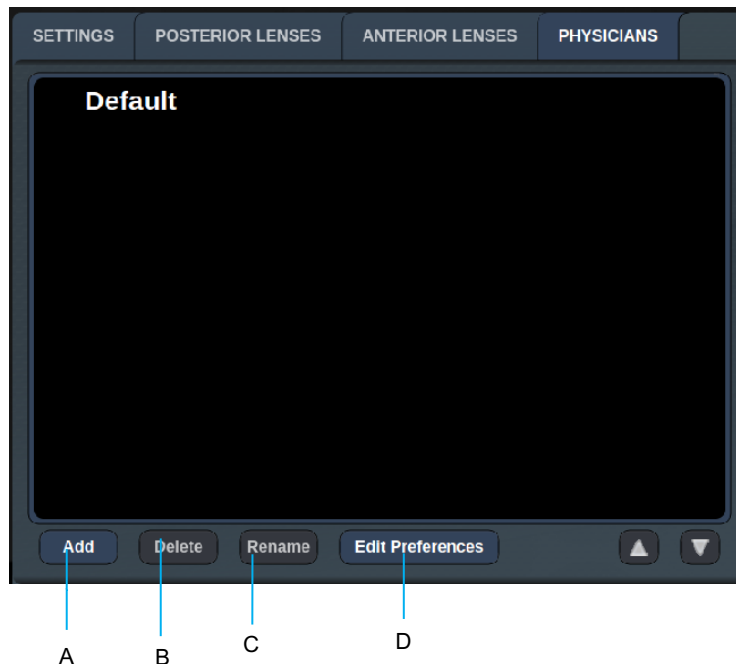 SETTINGS POSTERIOR LENSES ANTERIOR LENSES PHYSICIANS
Default
Add Delete Rename Edit Preferences
A B C D